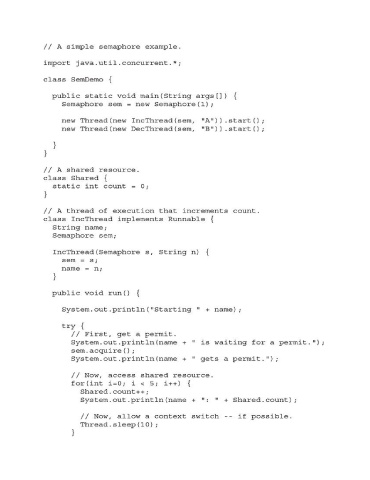 // A simple semaphore example.
import java.util.concurrent.*;
class SemDemo {
public static void main(String args[]) {
Semaphore sem = new Semaphore(1);
new Thread(new IncThread(sem, "A")).start();
new Thread(new DecThread(sem, "B")).start();
}
}
// A shared resource.
class Shared {
static int count = 0;
}
// A thread of execution that increments count.
class IncThread implements Runnable {
String name;
Semaphore sem;
IncThread(Semaphore s, String n) {
sem = s;
name = n;
}
public void run() {
System.out.println("Starting " + name);
try {
// First, get a permit.
System.out.println(name + " is waiting for a permit.");
sem.acquire();
System.out.println(name + " gets a permit.");
// Now, access shared resource.
for(int i=0; i < 5; i++) {
Shared.count++;
System.out.println(name + ": " + Shared.count);
// Now, allow a context switch -- if possible.
Thread.sleep(10);
}